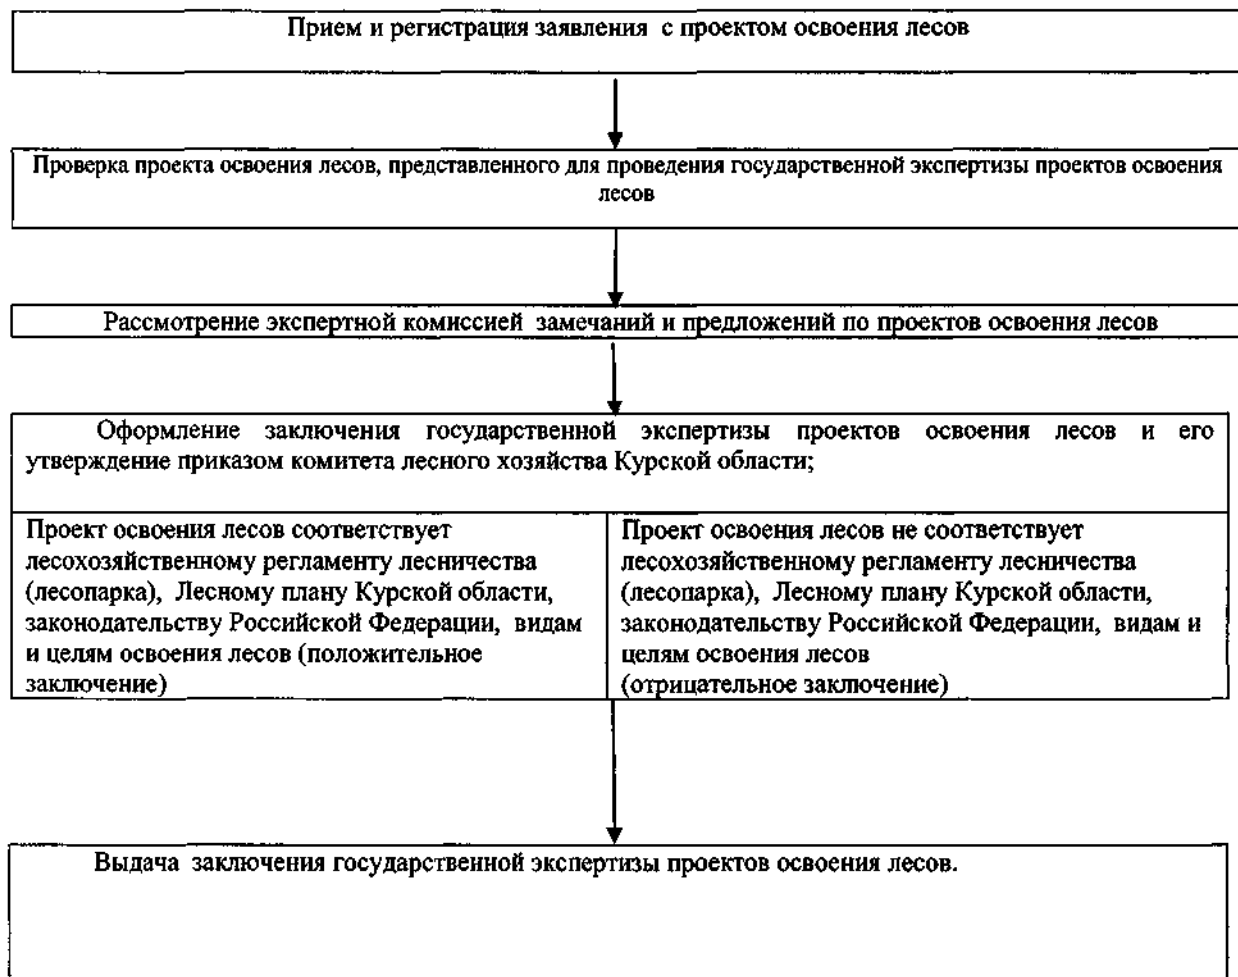 Прием и регистрация заявления с проектом освоения лесов
Проверка проекта освоения лесов, представленного для проведения государственной экспертизы проектов освоения
лесов
Рассмотрение экспертной комиссией замечаний и предложений по проектов освоения лесов
Оформление заключения государственной экспертизы проектов освоения лесов и его
утверждение приказом комитета лесного хозяйства Курской области;
Проект освоения лесов соответствует
лесохозяйственному регламенту лесничества
(лесопарка), Лесному плану Курской области,
законодательству Российской Федерации, видам
и целям освоения лесов (положительное
заключение)
Проект освоения лесов не соответствует
лесохозяйственному регламенту лесничества
(лесопарка), Лесному плану Курской области,
законодательству Российской Федерации, видам и
целям освоения лесов
(отрицательное заключение)
Выдача заключения государственной экспертизы проектов освоения лесов.